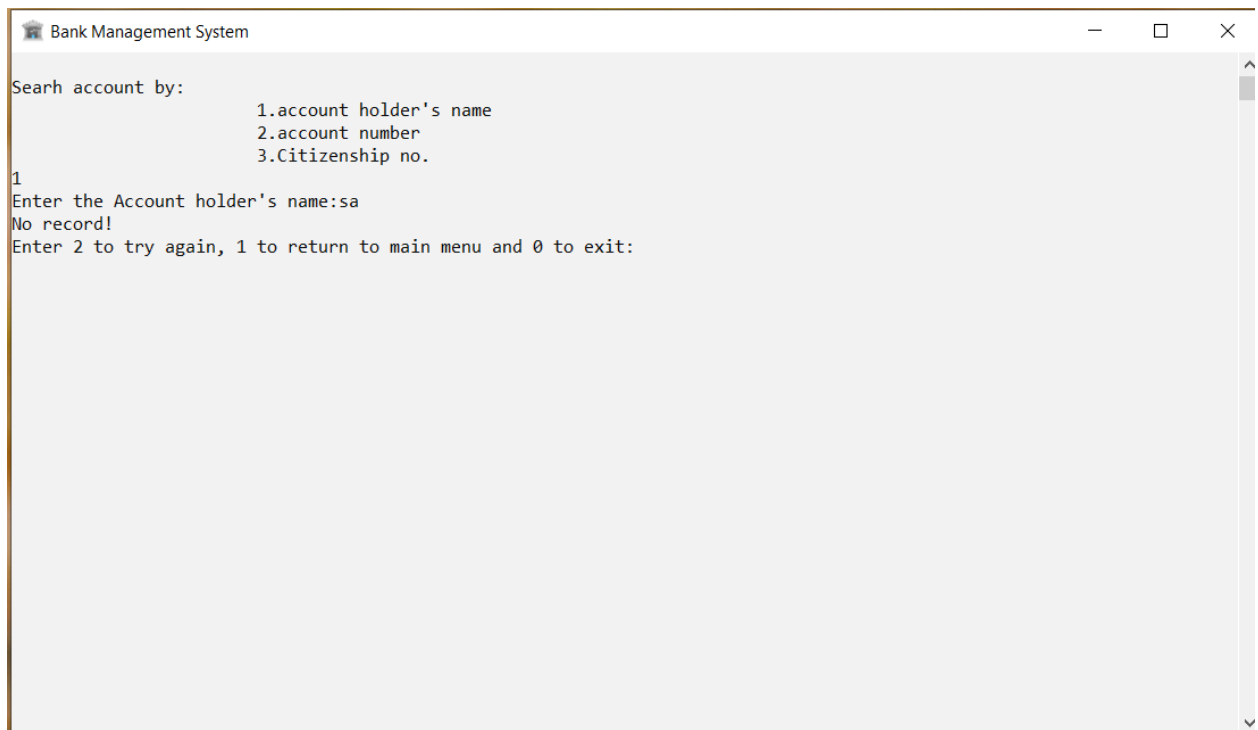 Bank Management System
Searh account by:
1.account holder's name
2.account number
3.Citizenship no.
1
Enter the Account holder's name:sa
No record!
Enter 2 to try again, 1 to return to main menu and 0 to exit: